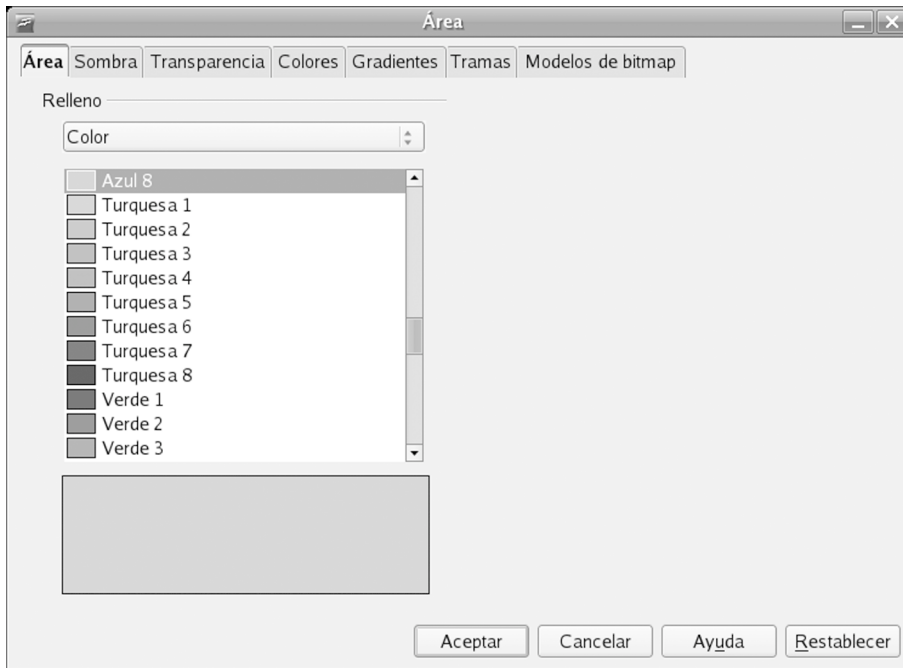 Área
Área Sombra Transparencia Colores Gradientes Tramas Modelos de bitmap
Relleno
Color
Azul 8
Turquesa 1
Turquesa 2
Turquesa 3
Turquesa 4
Turquesa 5
Turquesa 6
Turquesa 7
Turquesa 8
Verde 1
Verde 2
Verde 3
Aceptar Cancelar Ayuda Restablecer